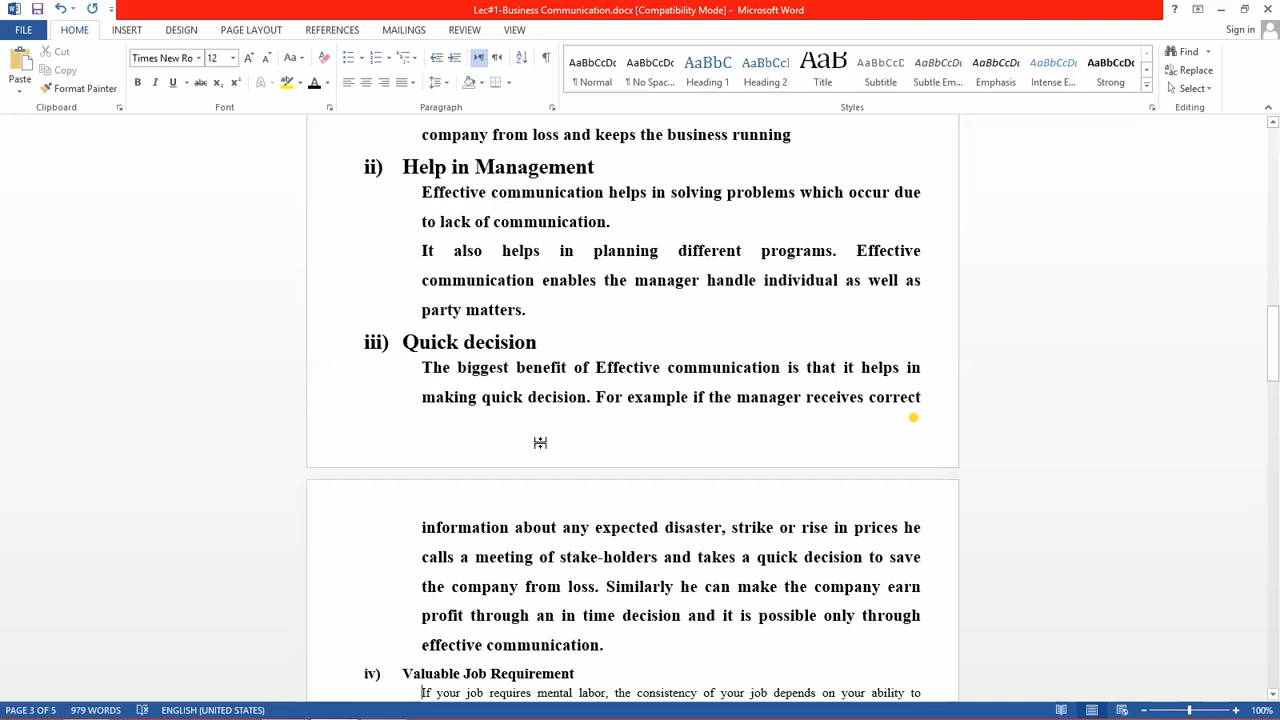 Lec#1-Business Communication.docx [Compatibility Mode] - Microsoft Word
FILE HOME INSERT DESIGN PAGE LAYOUT REFERENCES MAILINGS REVIEW VIEW Sign in
Cut
Copy
Format Painter
Paste
Clipboard
Times New Ro 12
Font
Paragraph
AaBbCcDc AaBbCcDc AaBbC AaBbCc AaB AaBbCcD AaBbCcDc AaBbCcDc AaBbCcDc AaBbCcDc
¶ Normal ¶ No Spac... Heading 1 Heading 2 Title Subtitle Subtle Em... Emphasis Intense E... Strong
Styles
Find
Replace
Select
Editing
company from loss and keeps the business running
ii) Help in Management
Effective communication helps in solving problems which occur due
to lack of communication.
It also helps in planning different programs. Effective
communication enables the manager handle individual as well as
party matters.
iii) Quick decision
The biggest benefit of Effective communication is that it helps in
making quick decision. For example if the manager receives correct
information about any expected disaster, strike or rise in prices he
calls a meeting of stake-holders and takes a quick decision to save
the company from loss. Similarly he can make the company earn
profit through an in time decision and it is possible only through
effective communication.
iv) Valuable Job Requirement
If your job requires mental labor, the consistency of your job depends on your ability to
PAGE 3 OF 5 979 WORDS ENGLISH (UNITED STATES) 100%